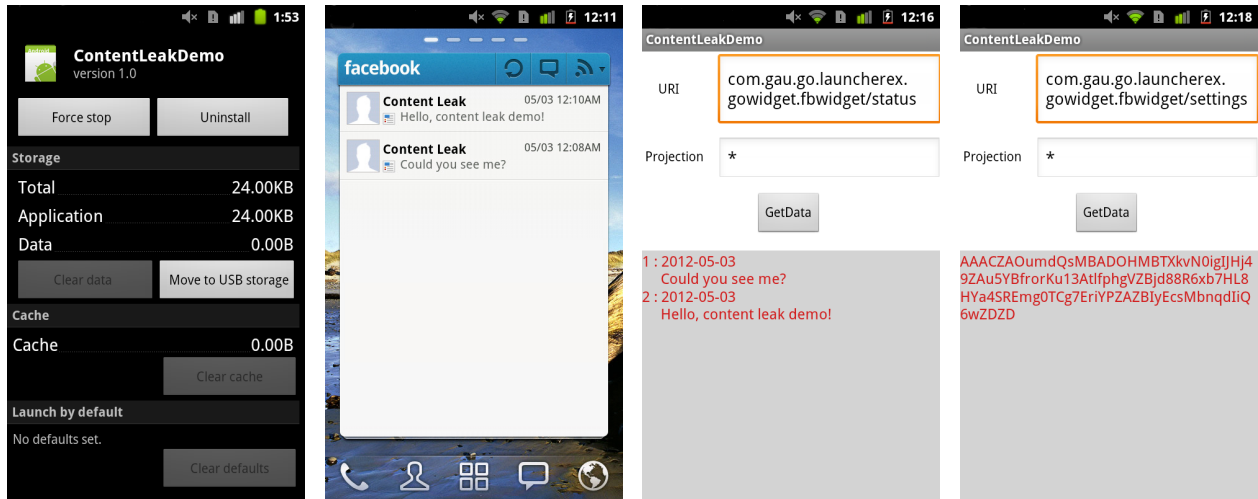 1:53
ContentLeakDemo
version 1.0
Force stop
Uninstall
Storage
Total 24.00KB
Application 24.00KB
Data 0.00B
Clear data
Move to USB storage
Cache
Cache 0.00B
Clear cache
Launch by default
No defaults set.
Clear defaults
12:11
facebook
Content Leak 05/03 12:10AM
Hello, content leak demo!
Content Leak 05/03 12:08AM
Could you see me?
12:16
ContentLeakDemo
URI
com.gau.go.launcherex.
gowidget.fbwidget/status
Projection *
GetData
1 : 2012-05-03
Could you see me?
2 : 2012-05-03
Hello, content leak demo!
12:18
ContentLeakDemo
URI
com.gau.go.launcherex.
gowidget.fbwidget/settings
Projection *
GetData
AAACZAOumdQsMBADOHMBTXkvN0igIJHj4
9ZAu5YBfrorKu13AtlfphgVZBjd88R6xb7HL8
HYa4SREmg0TCg7EriYPZAZBIyEcsMbnqdIiQ
6wZDZD